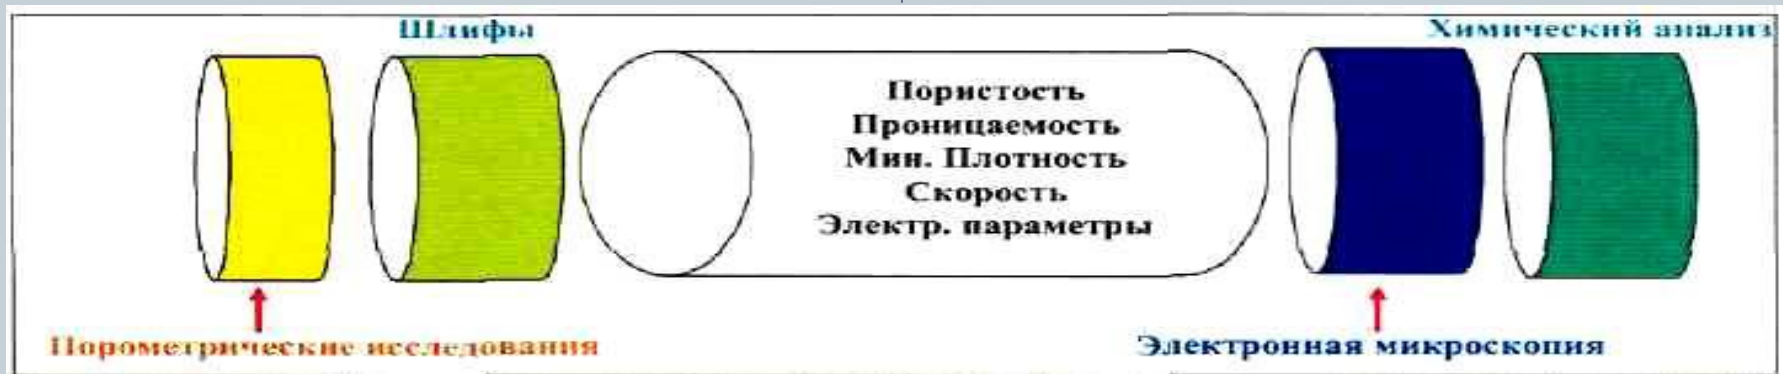 Шлифы
Химический анализ
Пористость
Проницаемость
Мин. Плотность
Скорость
Электр. параметры
Порометрические исследования
Электронная микроскопия